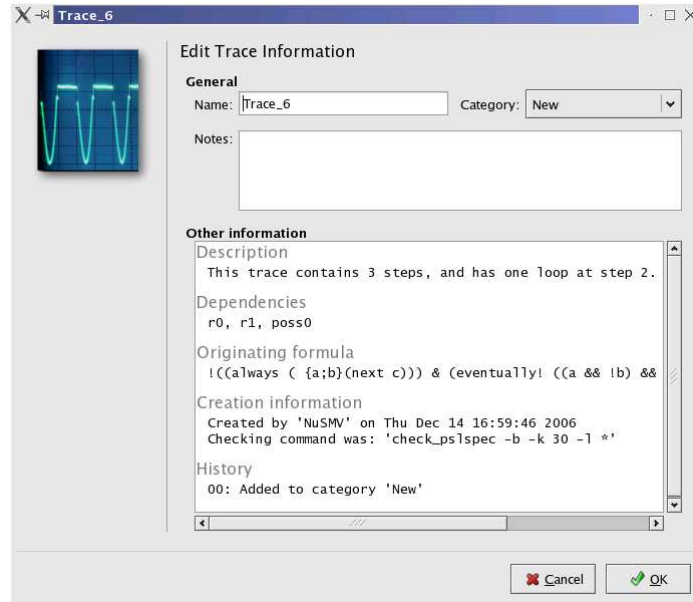 Trace_6
Edit Trace Information
General
Name: Trace_6 Category: New
Notes:
Other information
Description
This trace contains 3 steps, and has one loop at step 2.
Dependencies
r0, r1, poss0
Originating formula
!((always ( {a;b}(next c))) & (eventually! ((a && !b) &&
Creation information
Created by 'NuSMV' on Thu Dec 14 16:59:46 2006
Checking command was: 'check_pslspec -b -k 30 -l *'
History
00: Added to category 'New'
Cancel OK